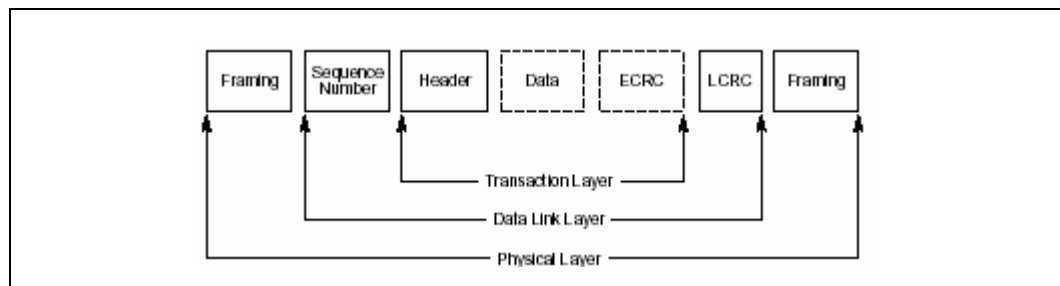 Framing
Sequence
Number
Header
Data
ECRC
LCRC
Framing
Transaction Layer
Data Link Layer
Physical Layer